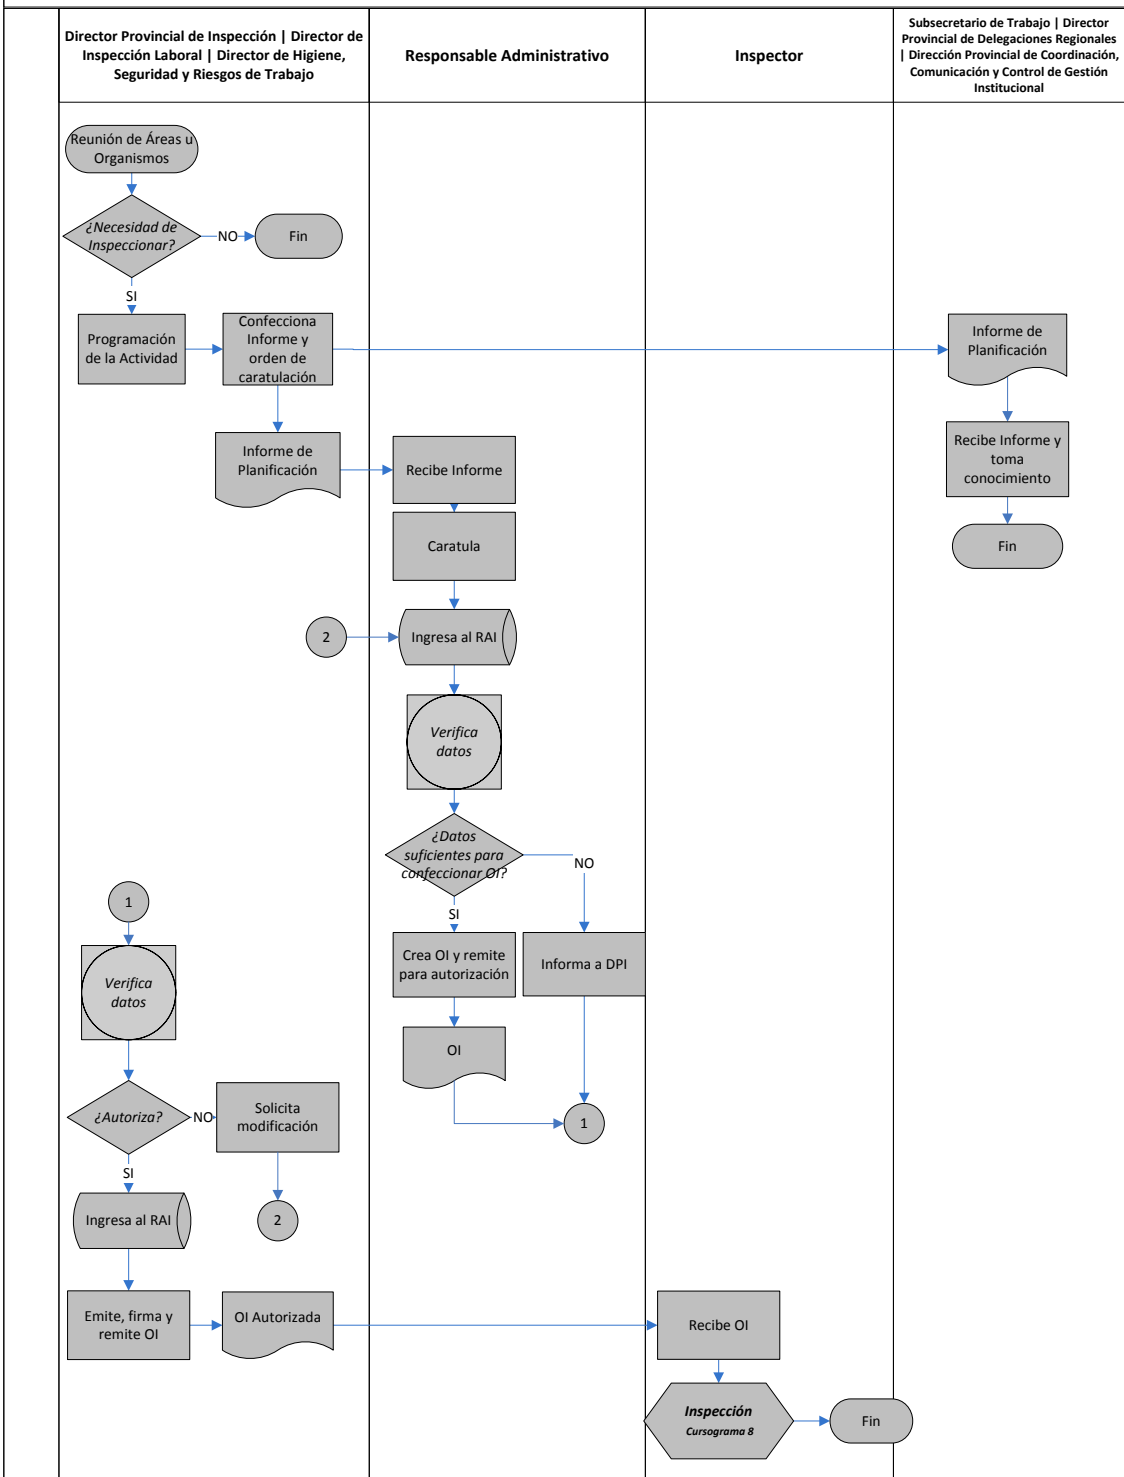 Director Provincial de Inspección | Director de
Inspección Laboral | Director de Higiene,
Seguridad y Riesgos de Trabajo
Responsable Administrativo
Inspector
Subsecretario de Trabajo | Director
Provincial de Delegaciones Regionales
| Dirección Provincial de Coordinación,
Comunicación y Control de Gestión
Institucional
Reunión de Áreas u
Organismos
¿Necesidad de
Inspeccionar?
NO
Fin
SI
Programación
de la Actividad
Confecciona
Informe y
orden de
caratulación
Informe de
Planificación
Informe de
Planificación
Recibe Informe
Recibe Informe y
toma
conocimiento
Caratula
Fin
2
Ingresa al RAI
Verifica
datos
¿Datos
suficientes para
confeccionar OI?
NO
SI
1
Crea OI y remite
para autorización
Informa a DPI
Verifica
datos
OI
¿Autoriza?
NO
Solicita
modificación
1
SI
Ingresa al RAI
2
Emite, firma y
remite OI
OI Autorizada
Recibe OI
Inspección
Cursograma 8
Fin